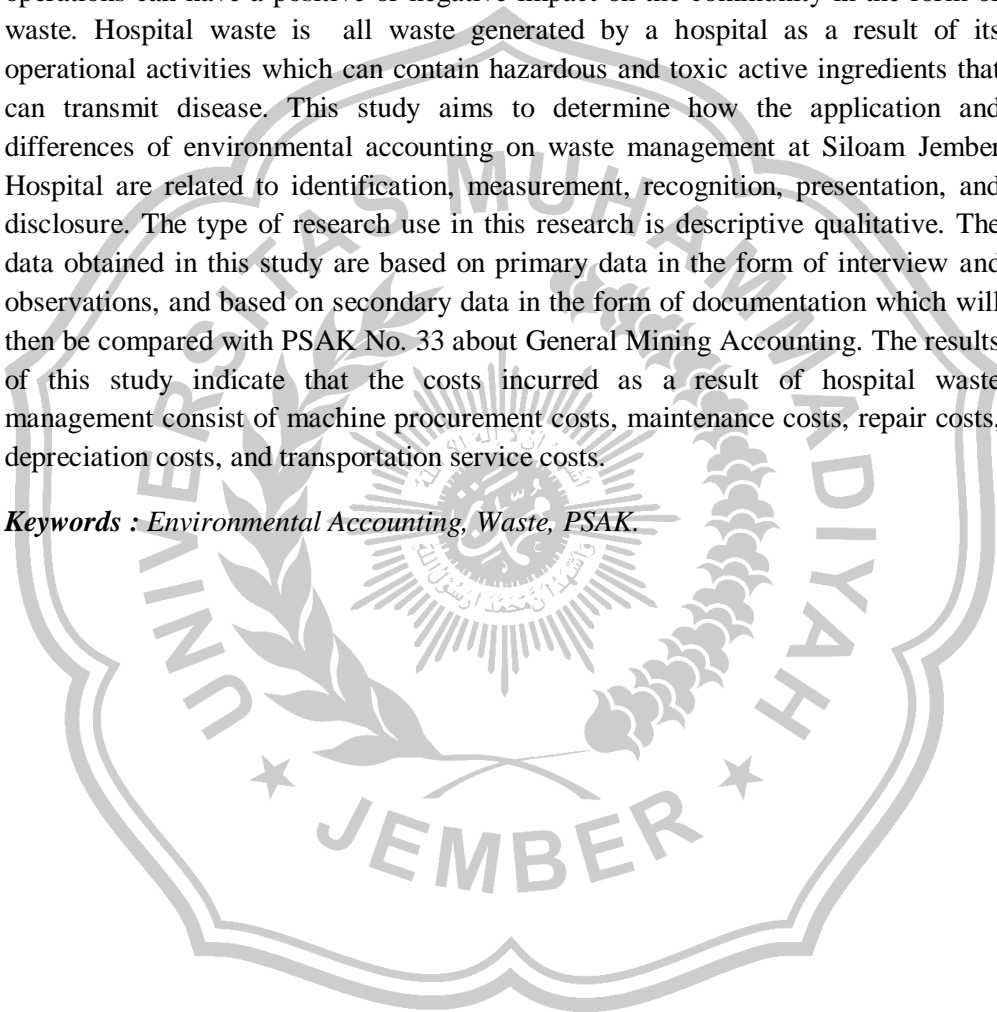 operations can have a positive or negative impact on the community in the form of
waste. Hospital waste is all waste generated by a hospital as a result of its
operational activities which can contain hazardous and toxic active ingredients that
can transmit disease. This study aims to determine how the application and
differences of environmental accounting on waste management at Siloam Jember
Hospital are related to identification, measurement, recognition, presentation, and
disclosure. The type of research use in this research is descriptive qualitative. The
data obtained in this study are based on primary data in the form of interview and
observations, and based on secondary data in the form of documentation which will
then be compared with PSAK No. 33 about General Mining Accounting. The results
of this study indicate that the costs incurred as a result of hospital waste
management consist of machine procurement costs, maintenance costs, repair costs,
depreciation costs, and transportation service costs.
Keywords : Environmental Accounting, Waste, PSAK.
UNIVERSITAS MUHAMMADIYAH
JEMBER